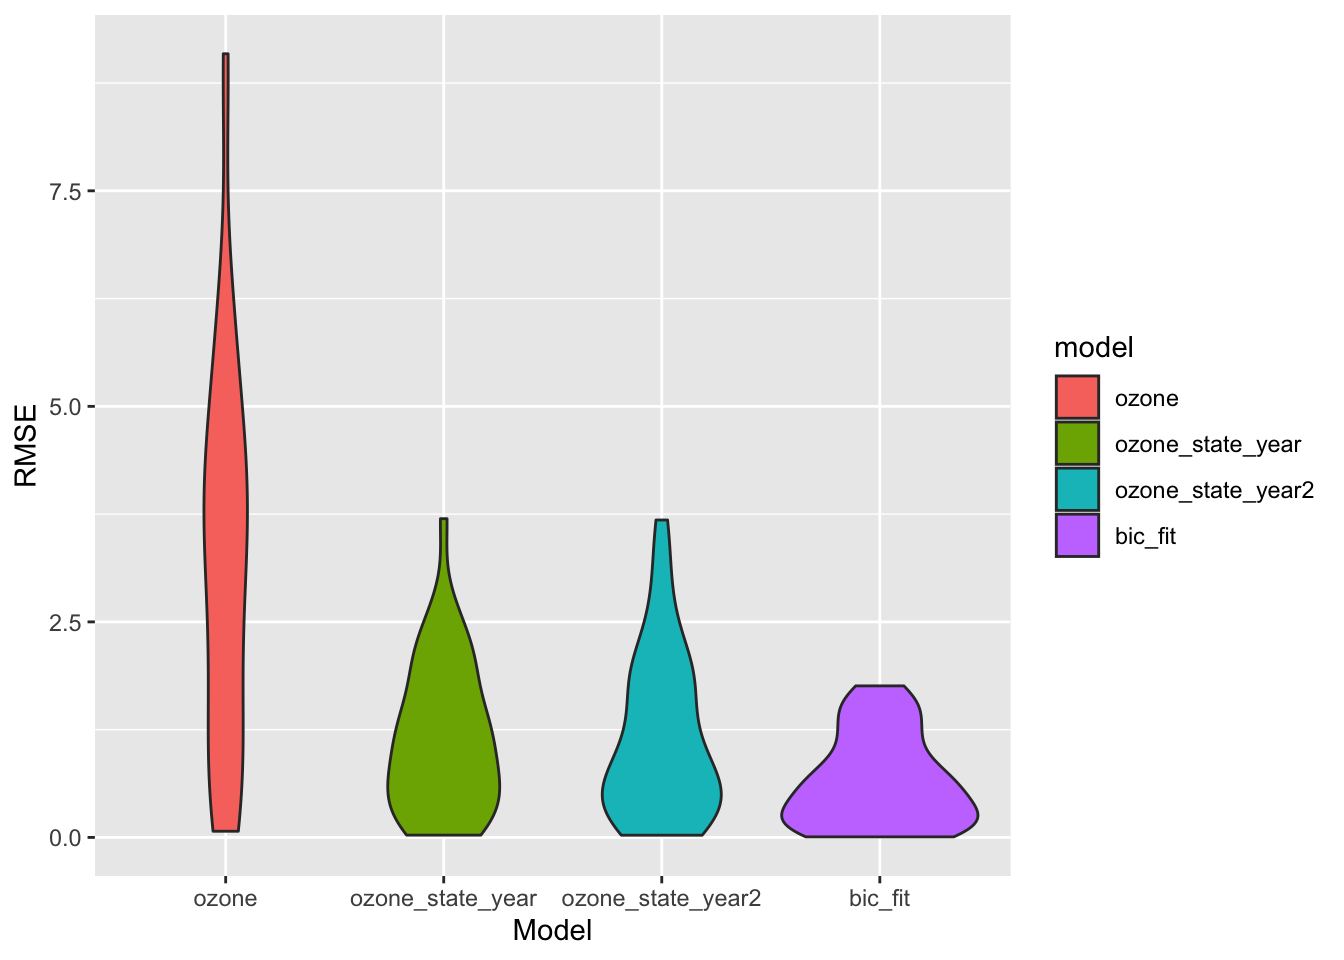 RMSE
7.5
5.0
2.5
0.0
ozone
ozone_state_year
ozone_state_year2
bic_fit
Model
model
ozone
ozone_state_year
ozone_state_year2
bic_fit